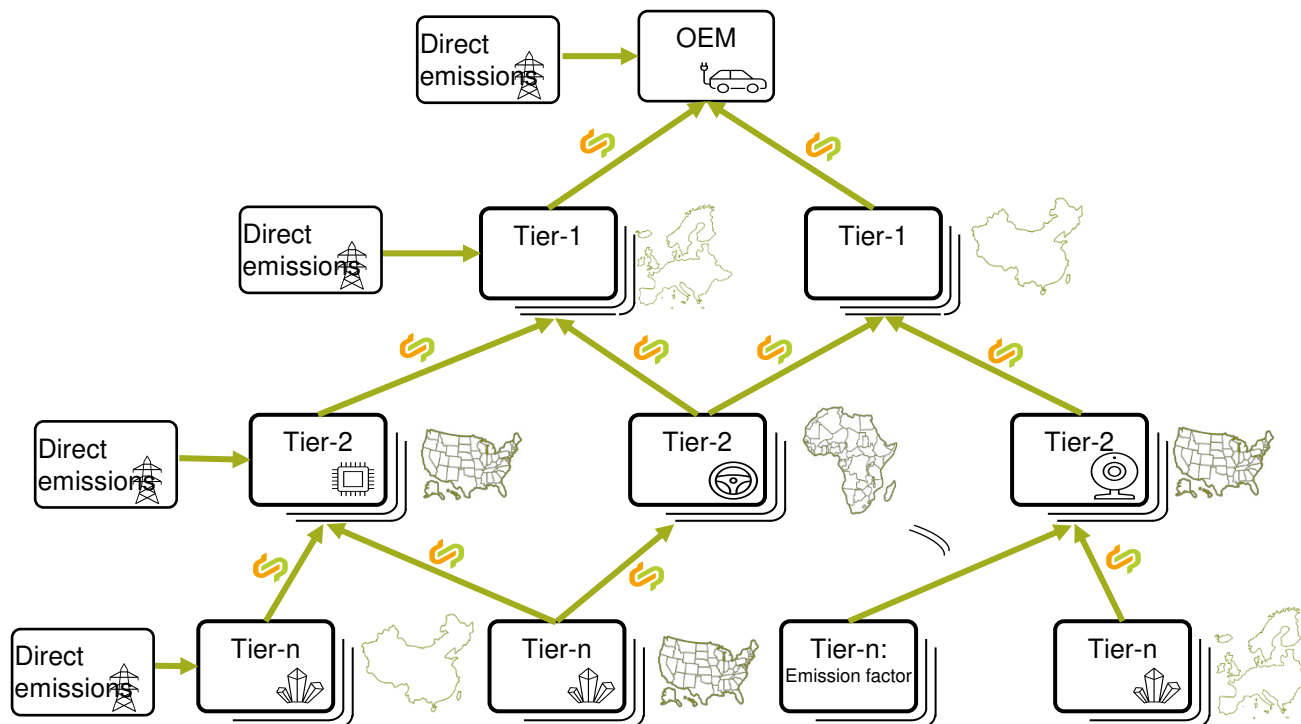 Direct
emissions
OEM
Direct
emissions
Tier-1
Tier-1
Direct
emissions
Tier-2
Tier-2
Tier-2
Direct
emissions
Tier-n
Tier-n
Tier-n:
Emission factor
Tier-n